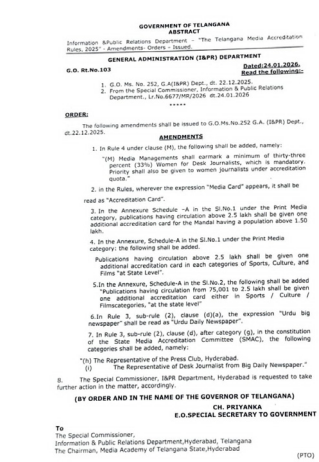 GOVERNMENT OF TELANGANA
ABSTRACT
Information &Public Relations Department – "The Telangana Media Accreditation
Rules, 2025" – Amendments- Orders – Issued.
GENERAL ADMINISTRATION (I&PR) DEPARTMENT
G.O. Rt.No.103
Dated:24.01.2026.
Read the following:-
1. G.O. Ms. No. 252, G.A(I&PR) Dept., dt. 22.12.2025.
2. From the Special Commissioner, Information & Public Relations
Department., Lr.No.6677/MR/2026 dt.24.01.2026
*****
ORDER:
The following amendments shall be issued to G.O.Ms.No.252 G.A. (I&PR) Dept.,
dt.22.12.2025.
AMENDMENTS
1. In Rule 4 under clause (M), the following shall be added, namely:
"(M) Media Managements shall earmark a minimum of thirty-three
percent (33%) Women for Desk Journalists, which is mandatory.
Priority shall also be given to women journalists under accreditation
quota."
2. in the Rules, wherever the expression "Media Card" appears, it shall be
read as "Accreditation Card".
3. In the Annexure Schedule -A in the Sl.No.1 under the Print Media
category, publications having circulation above 2.5 lakh shall be given one
additional accreditation card for the Mandal having a population above 1.50
lakh.
4. In the Annexure, Schedule-A in the Sl.No.1 under the Print Media
category: the following shall be added.
Publications having circulation above 2.5 lakh shall be given one
additional accreditation card in each categories of Sports, Culture, and
Films "at State Level".
5.In the Annexure, Schedule-A in the Sl.No.2, the following shall be added
"Publications having circulation from 75,001 to 2.5 lakh shall be given
one additional accreditation card either in Sports / Culture /
Filmscategories, "at the state level"
6.In Rule 3, sub-rule (2), clause (d)(a), the expression "Urdu big
newspaper" shall be read as "Urdu Daily Newspaper".
7. In Rule 3, sub-rule (2), clause (d), after category (g), in the constitution
of the State Media Accreditation Committee (SMAC), the following
categories shall be added, namely:
"(h) The Representative of the Press Club, Hyderabad.
(i) The Representative of Desk Journalist from Big Daily Newspaper."
8. The Special Commissioner, I&PR Department, Hyderabad is requested to take
further action in the matter, accordingly.
(BY ORDER AND IN THE NAME OF THE GOVERNOR OF TELANGANA)
CH. PRIYANKA
E.O.SPECIAL SECRETARY TO GOVERNMENT
To
The Special Commissioner,
Information & Public Relations Department,Hyderabad, Telangana
The Chairman, Media Academy of Telangana State,Hyderabad
(PTO)